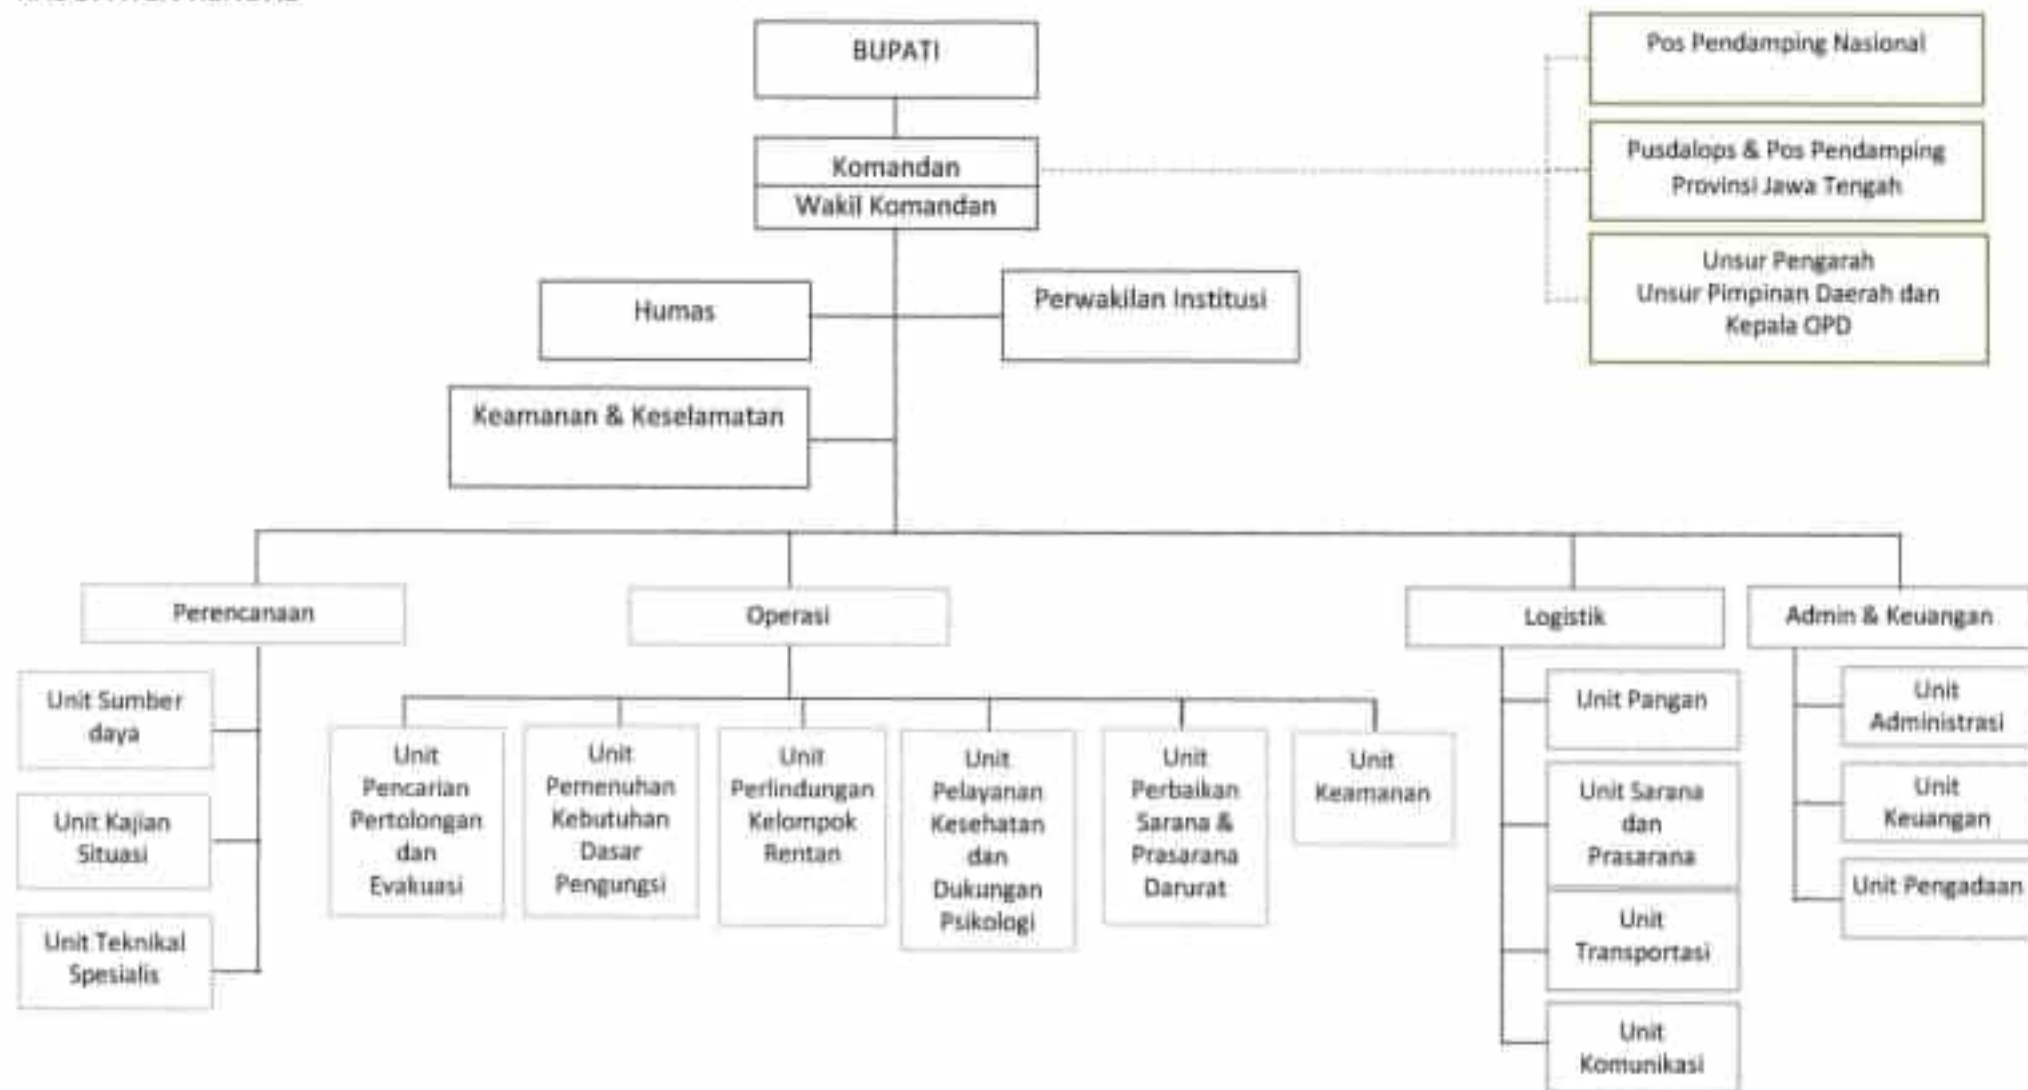 BUPATI
Komandan
Wakil Komandan
Pos Pendamping Nasional
Pusdalops & Pos Pendamping
Provinsi Jawa Tengah
Unsur Pengarah
Unsur Pimpinan Daerah dan
Kepala OPD
Humas
Perwakilan Institusi
Keamanan & Keselamatan
Perencanaan
Operasi
Logistik
Admin & Keuangan
Unit Sumber
daya
Unit Kajian
Situasi
Unit Teknikal
Spesialis
Unit
Pencarian
Pertolongan
dan
Evakuasi
Unit
Pemenuhan
Kebutuhan
Dasar
Pengungsi
Unit
Perlindungan
Kelompok
Rentan
Unit
Pelayanan
Kesehatan
dan
Dukungan
Psikologi
Unit
Perbaikan
Sarana &
Prasarana
Darurat
Unit
Keamanan
Unit Pangan
Unit Sarana
dan
Prasarana
Unit
Transportasi
Unit
Komunikasi
Unit
Administrasi
Unit
Keuangan
Unit Pengadaan